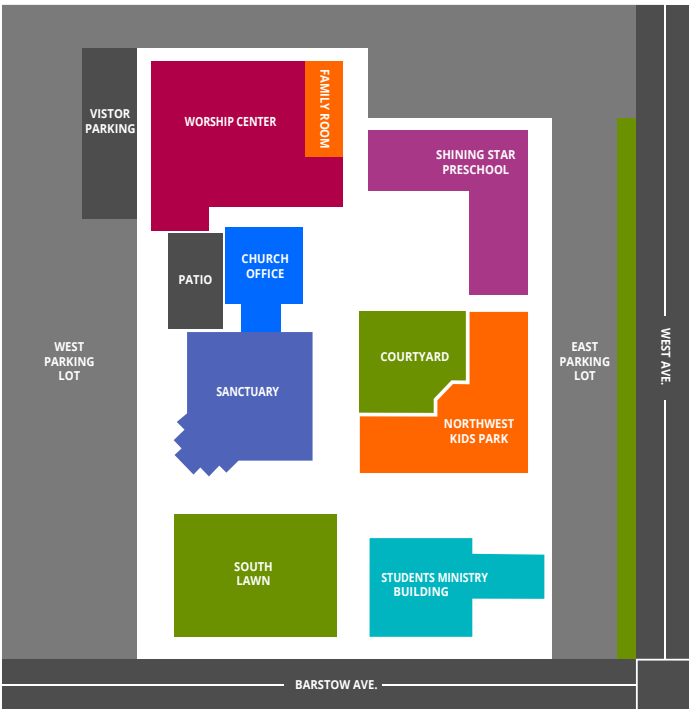 VISTOR
PARKING
WORSHIP CENTER
FAMILY ROOM
SHINING STAR
PRESCHOOL
CHURCH
OFFICE
PATIO
WEST
PARKING
LOT
COURTYARD
EAST
PARKING
LOT
WEST AVE.
SANCTUARY
NORTHWEST
KIDS PARK
SOUTH
LAWN
STUDENTS MINISTRY
BUILDING
BARSTOW AVE.